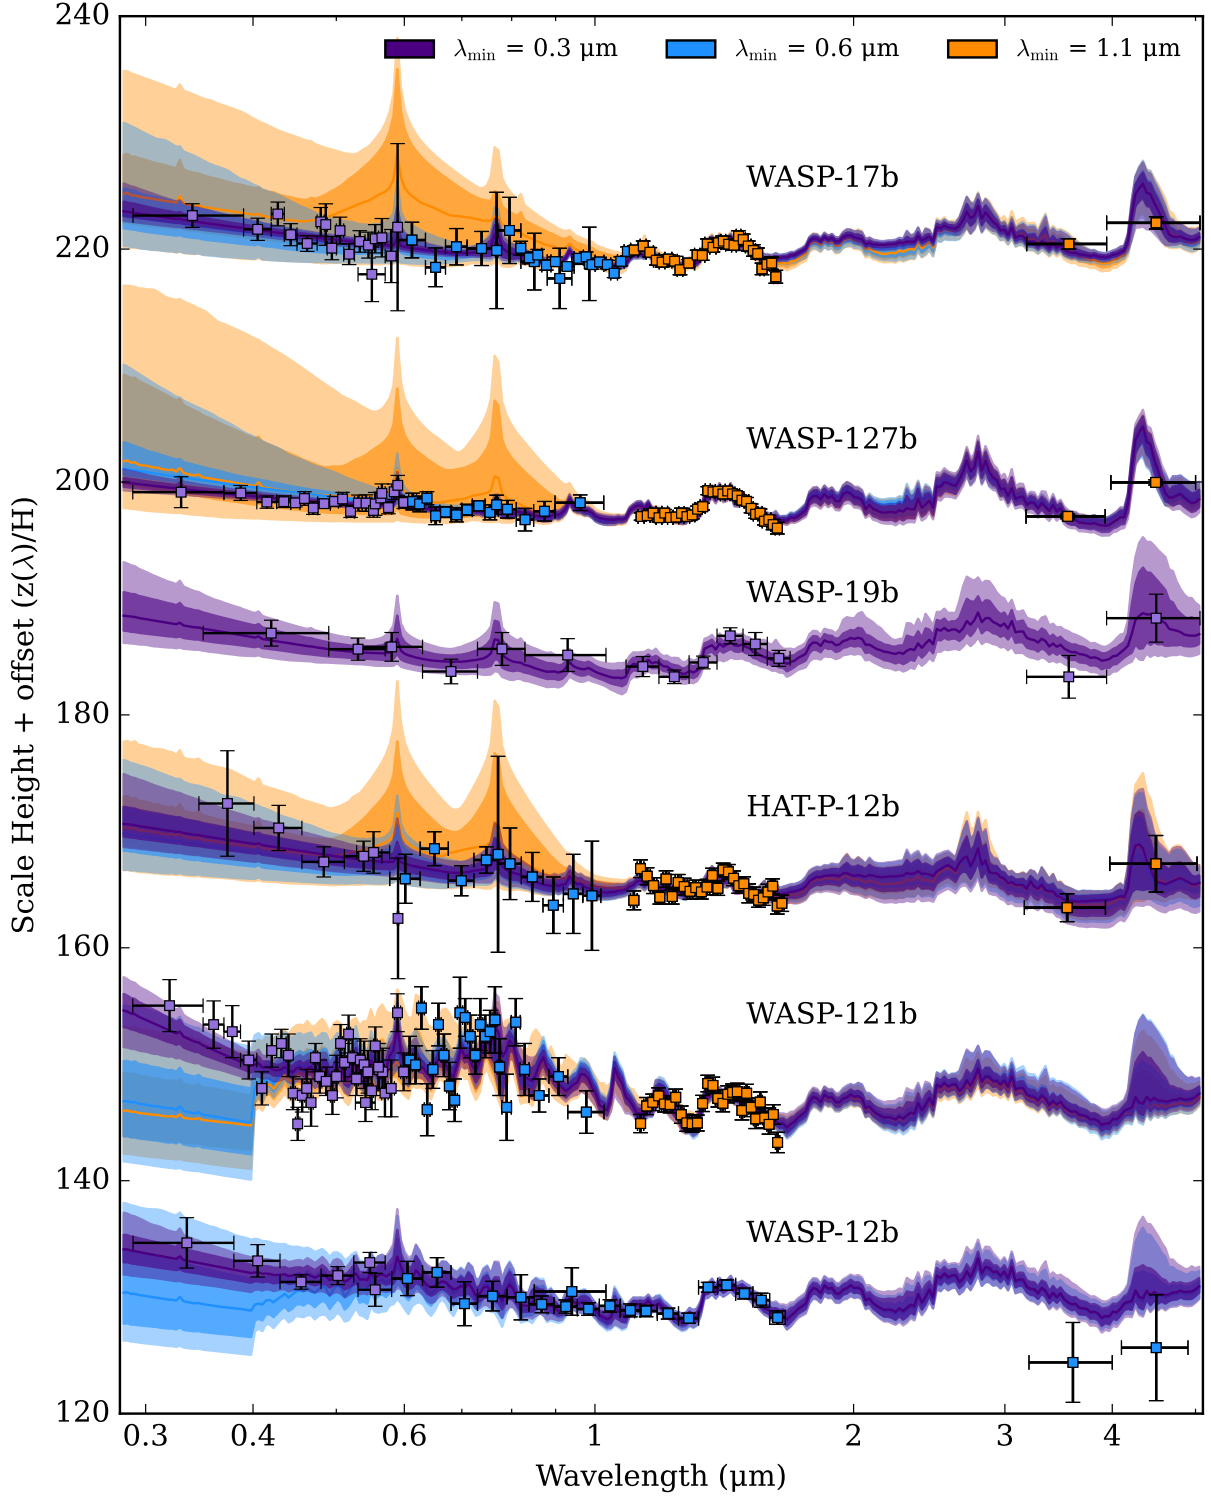 λmin = 0.3 µm λmin = 0.6 µm λmin = 1.1 µm
240
WASP-17b
220
WASP-127b
200
WASP-19b
180
HAT-P-12b
160
WASP-121b
140
WASP-12b
120
0.3 0.4 0.6 1 2 3 4
Wavelength (µm)
Scale Height + offset (z(λ)/H)